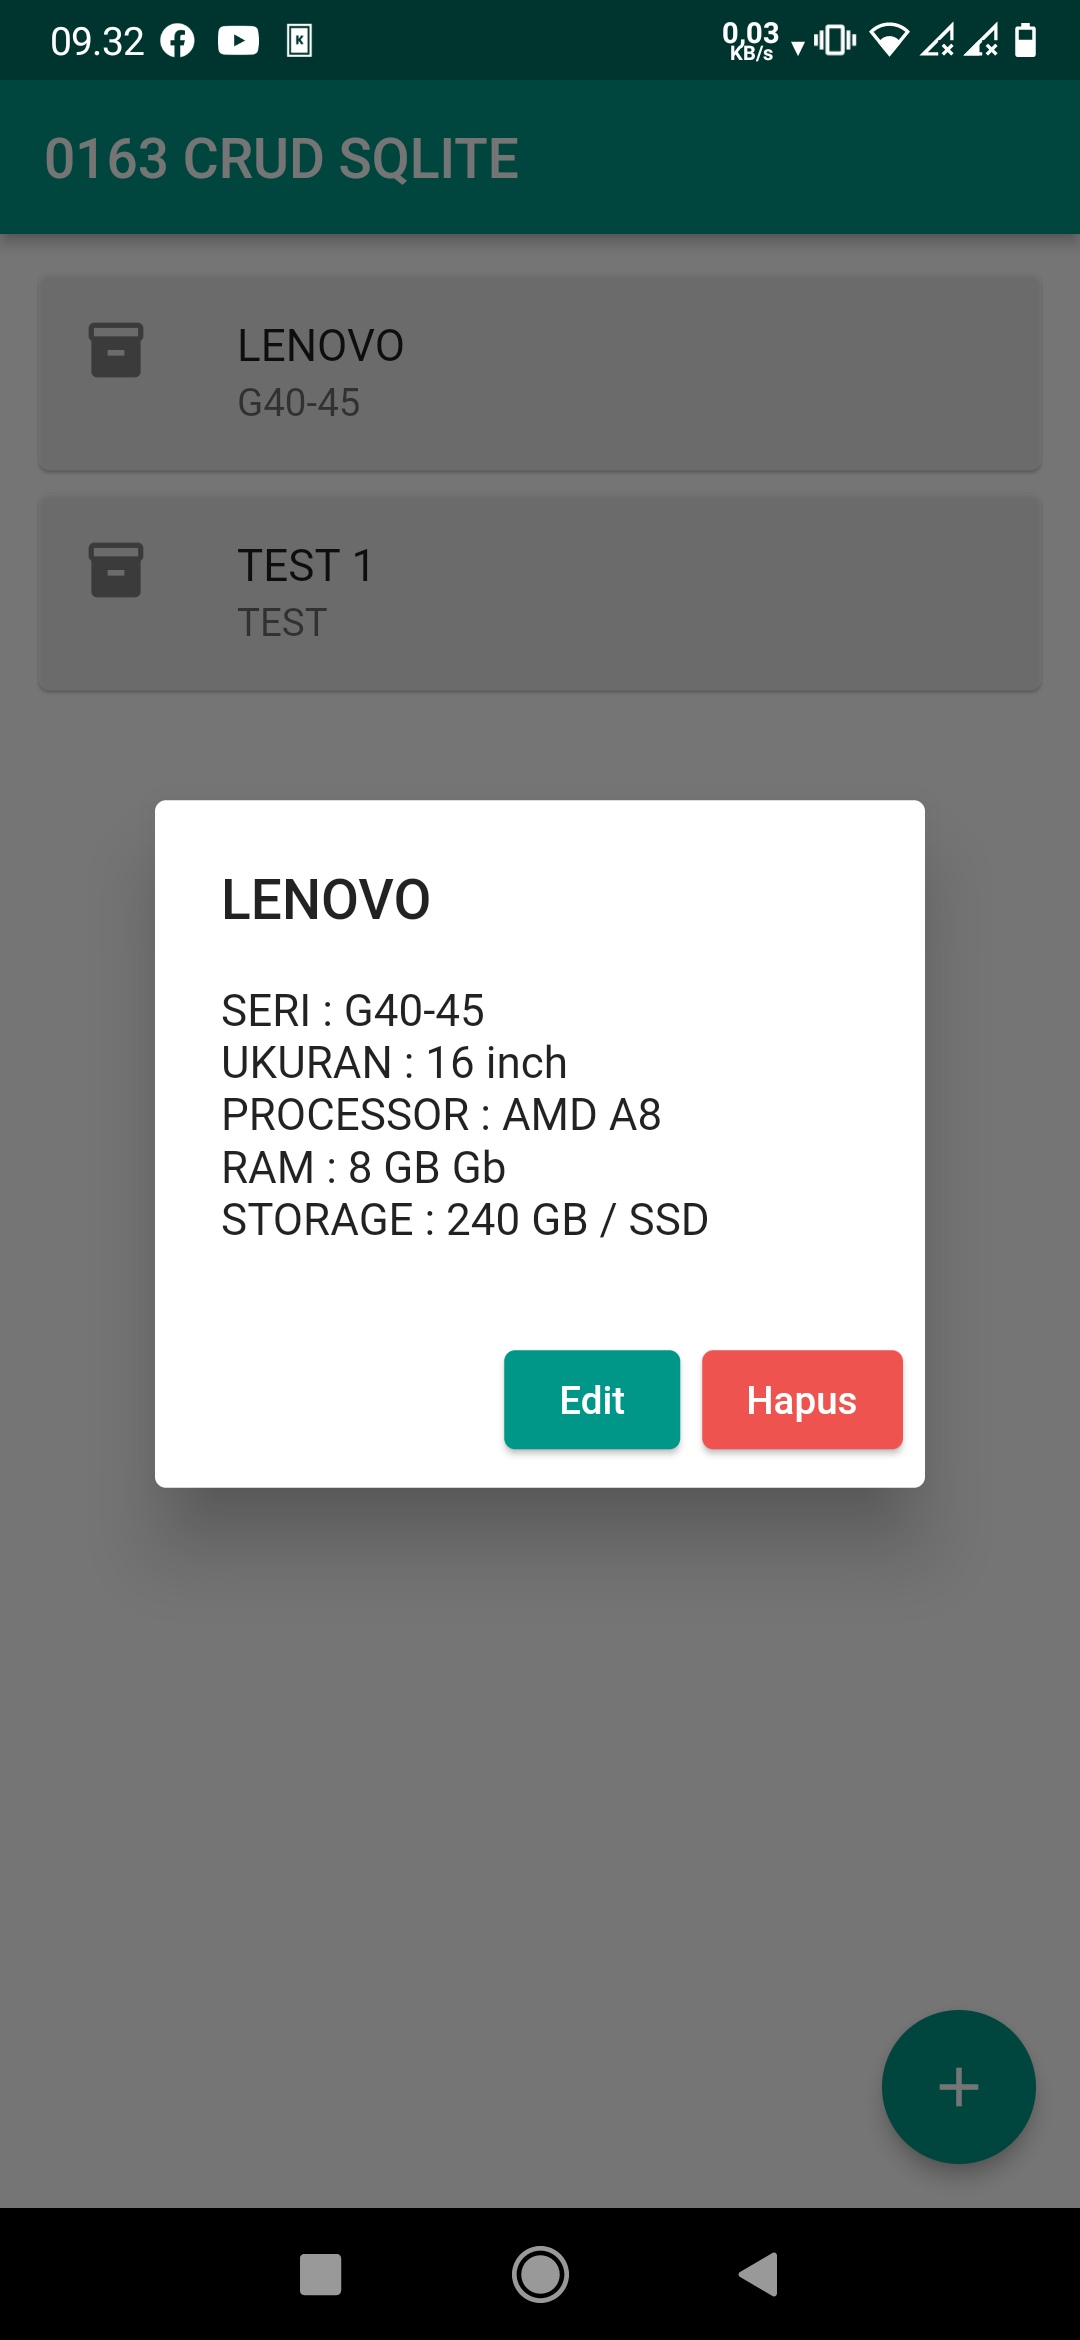 09.32
0,03
KB/s
0163 CRUD SQLITE
LENOVO
G40-45
TEST 1
TEST
LENOVO
SERI : G40-45
UKURAN : 16 inch
PROCESSOR : AMD A8
RAM : 8 GB Gb
STORAGE : 240 GB / SSD
Edit
Hapus